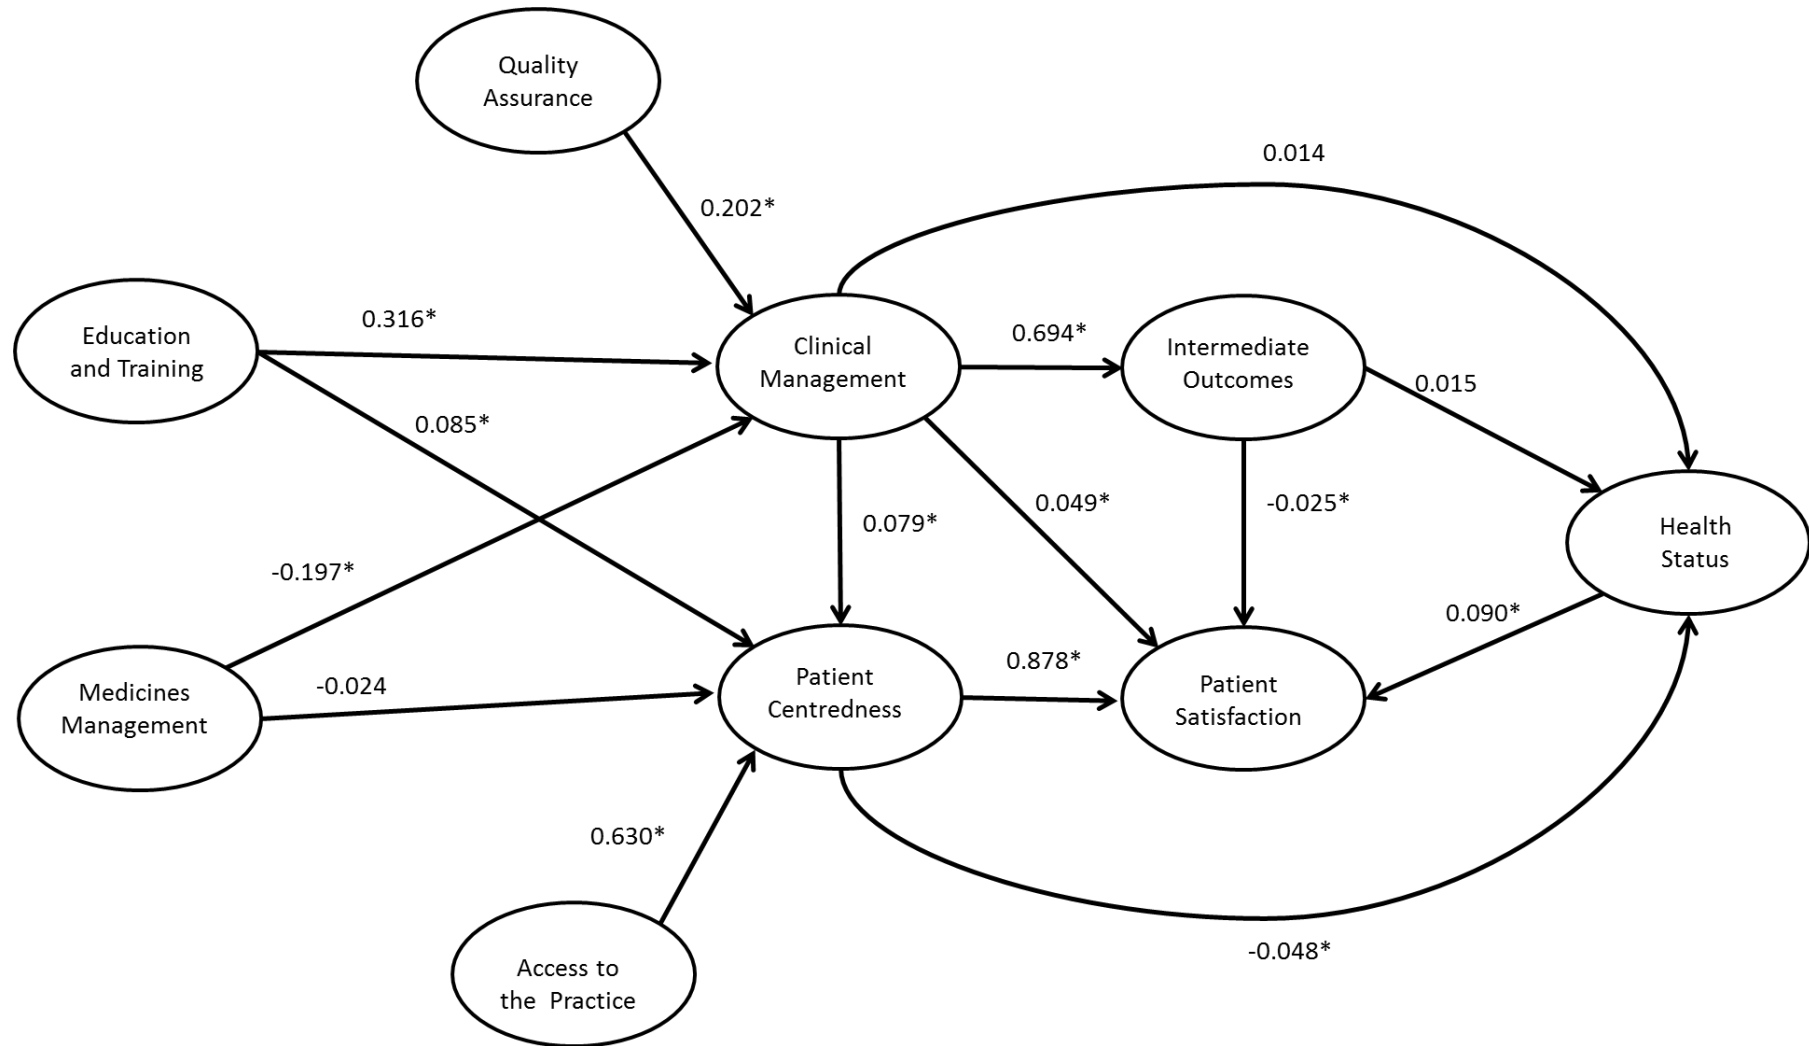 Quality
Assurance
0.014
0.202*
Education
and Training
0.316*
Clinical
Management
0.694*
Intermediate
Outcomes
0.015
0.085*
0.049*
-0.025*
0.079*
Health
Status
-0.197*
0.090*
Medicines
Management
-0.024
Patient
Centredness
0.878*
Patient
Satisfaction
0.630*
-0.048*
Access to
the Practice